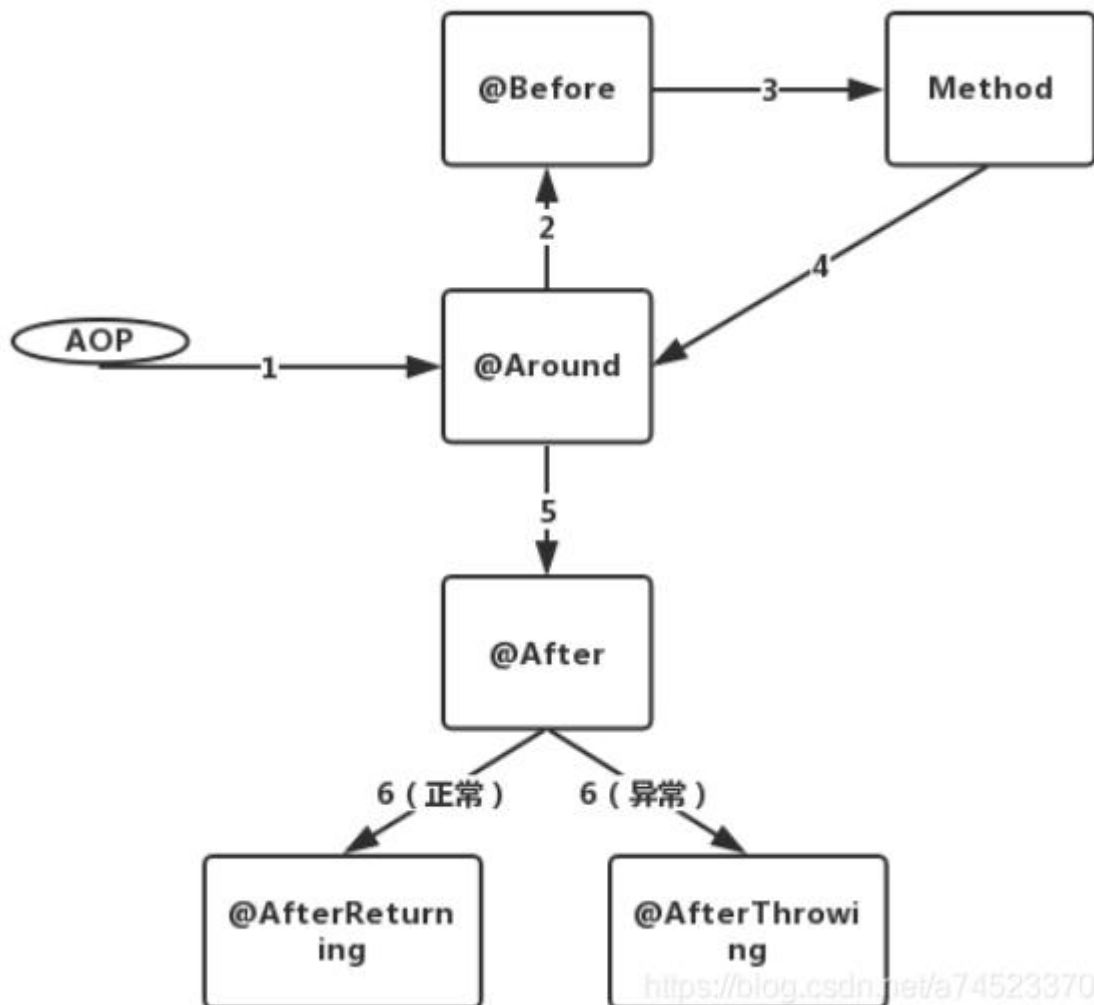 @Before
3
Method
2
4
AOP
1
@Around
5
@After
6（正常）
6（异常）
@AfterReturn
ing
@AfterThrowi
ng
https://blog.csdn.net/a74523370